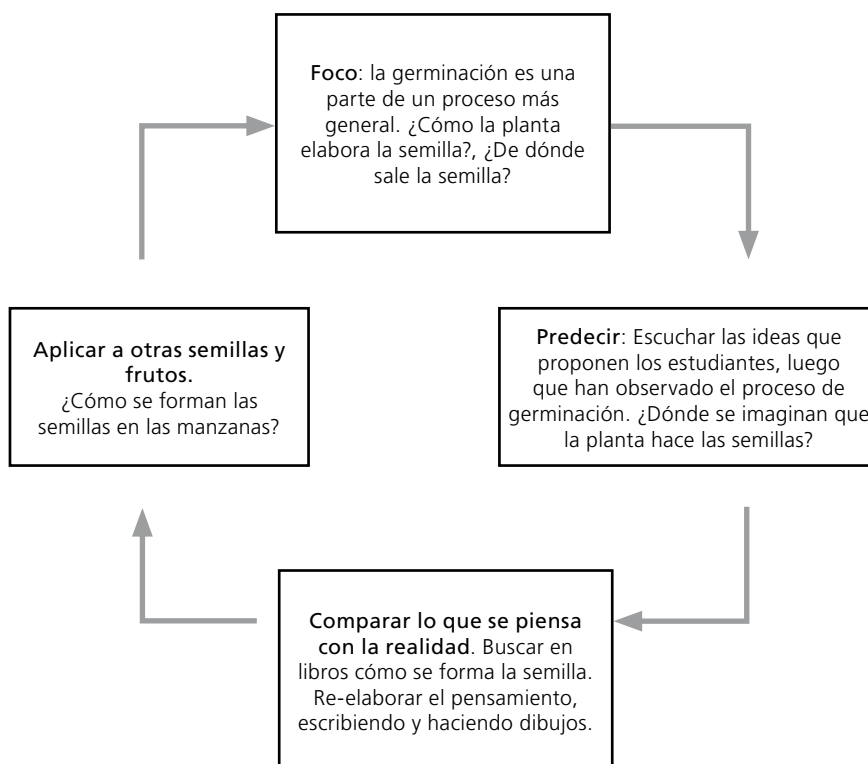 Foco: la germinación es una
parte de un proceso más
general. ¿Cómo la planta
elabora la semilla?, ¿De dónde
sale la semilla?
Predecir: Escuchar las ideas que
proponen los estudiantes, luego
que han observado el proceso de
germinación. ¿Dónde se imaginan que
la planta hace las semillas?
Comparar lo que se piensa
con la realidad. Buscar en
libros cómo se forma la semilla.
Re-elaborar el pensamiento,
escribiendo y haciendo dibujos.
Aplicar a otras semillas y
frutos.
¿Cómo se forman las
semillas en las manzanas?